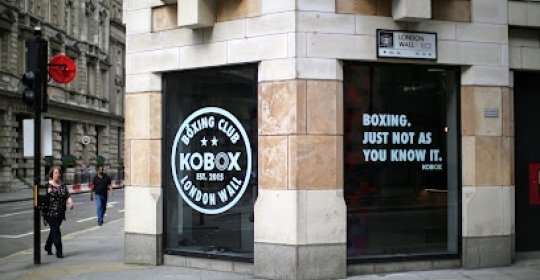 LONDON
WALL EC2
BOXING CLUB
★★
KOBOX
EST. 2015
LONDON WALL
BOXING.
JUST NOT AS
YOU KNOW IT.
KOBOX